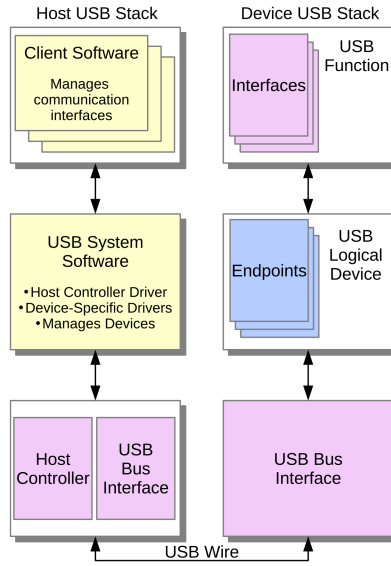 Host USB Stack
Client Software
Manages
communication
interfaces
USB System
Software
•Host Controller Driver
•Device-Specific Drivers
•Manages Devices
Host
Controller
USB
Bus
Interface
Device USB Stack
Interfaces
USB
Function
Endpoints
USB
Logical
Device
USB Bus
Interface
USB Wire